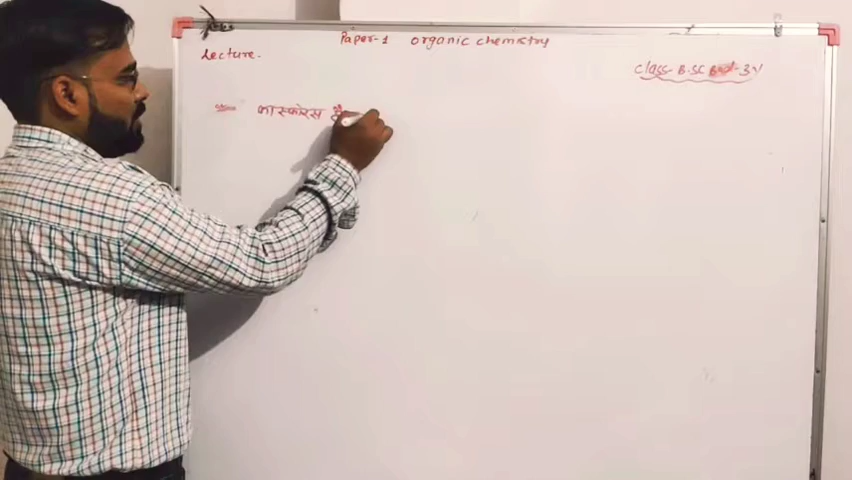 Paper-1 organic chemistry
Lecture.
Class- B.SC 3Y
फास्फोरस